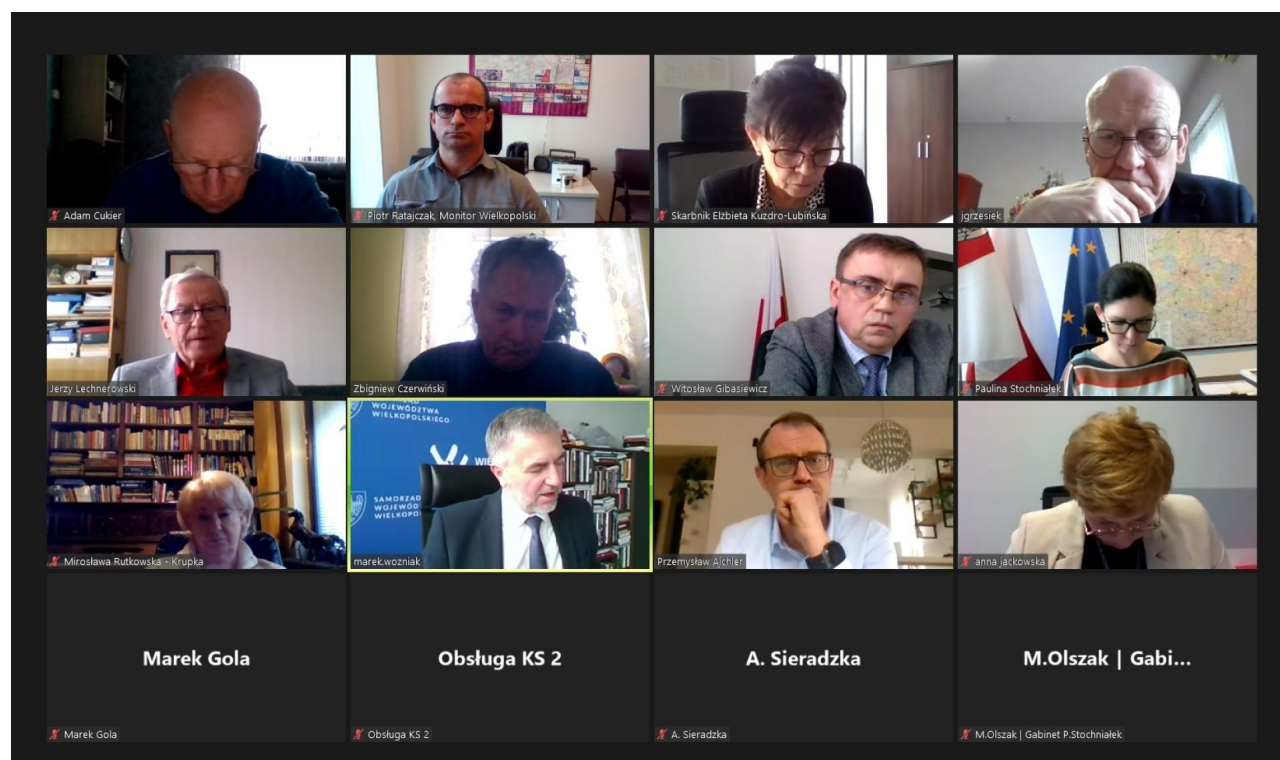 Adam Cukier
Piotr Ratajczak, Monitor Wielkopolski
Skarbnik Elżbieta Kuzdro-Lubińska
jgrzesiek
Jerzy Lechnerowski
Zbigniew Czerwiński
Witosław Gibasiewicz
Paulina Stochniałek
SAMORZĄD
WOJEWÓDZTWA
WIELKOPOLSKIEGO
SAMORZĄD
Mirosława Rutkowska - Krupka
marek.wozniak
Przemysław Ajchler
anna jackowska
Marek Gola
Obsługa KS 2
A. Sieradzka
M.Olszak | Gabi...
Marek Gola
Obsługa KS 2
A. Sieradzka
M.Olszak | Gabinet P.Stochniałek